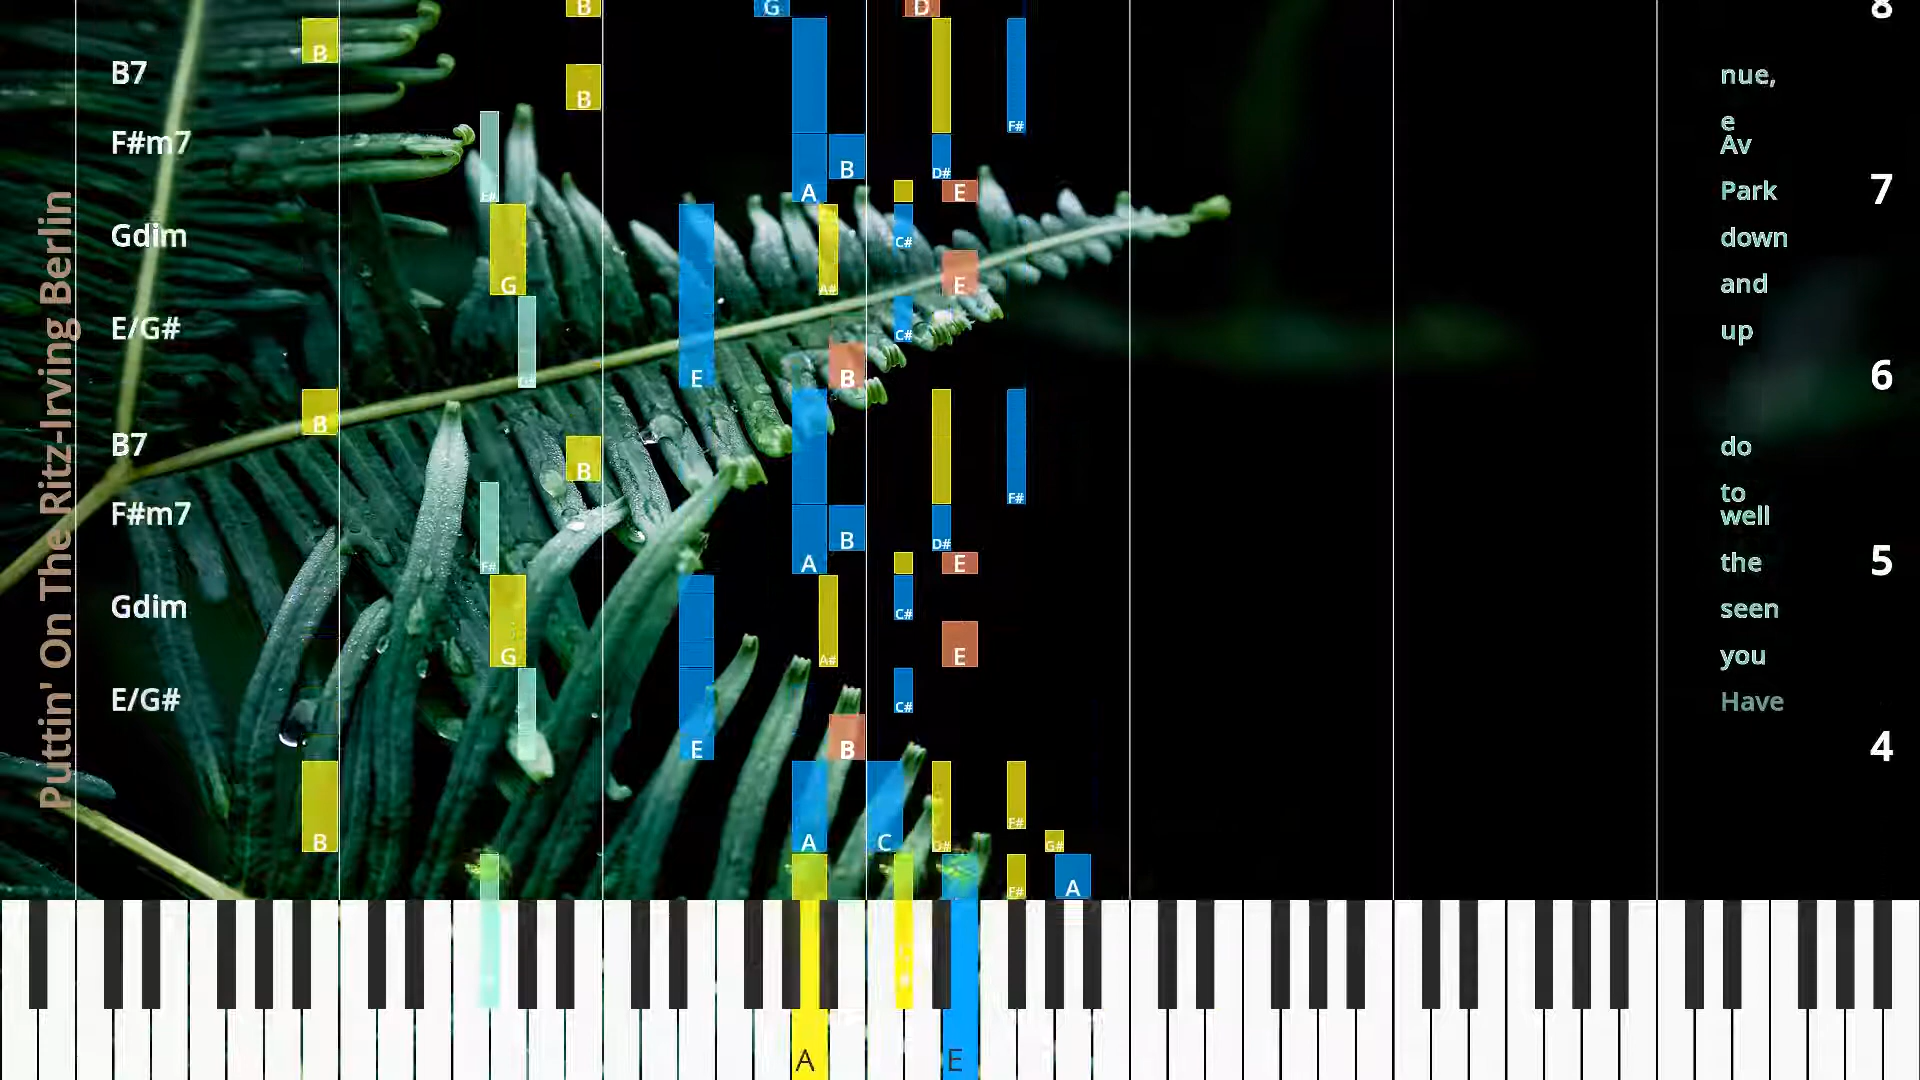 Puttin' On The Ritz-Irving Berlin
B G D 8
B
B7 nue,
B
F# e
F#m7 Av
B D#
F# A E Park 7
Gdim C# down
G A# E and
E/G# C# up
G# E B 6
B
B7 do
B
F# to
F#m7 well
B D#
F# A E the 5
Gdim C# seen
G A# E you
E/G# C# Have
E B 4
F#
B A C D# G#
F# A
A E